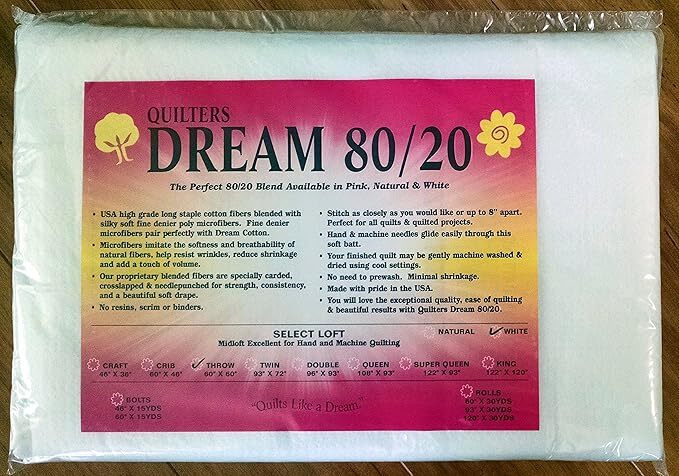 QUILTERS
DREAM 80/20
The Perfect 80/20 Blend Available in Pink, Natural & White
• USA high grade long staple cotton fibers blended with
silky soft fine denier poly microfibers. Fine denier
microfibers pair perfectly with Dream Cotton.
• Microfibers imitate the softness and breathability of
natural fibers, help resist wrinkles, reduce shrinkage
and add a touch of volume.
• Our proprietary blended fibers are specially carded,
crosslapped & needlepunched for strength, consistency,
and a beautiful soft drape.
• No resins, scrim or binders.
• Stitch as closely as you would like or up to 8" apart.
Perfect for all quilts & quilted projects.
• Hand & machine needles glide easily through this
soft batt.
• Your finished quilt may be gently machine washed &
dried using cool settings.
• No need to prewash. Minimal shrinkage.
• Made with pride in the USA.
• You will love the exceptional quality, ease of quilting
& beautiful results with Quilters Dream 80/20.
SELECT LOFT
Midloft Excellent for Hand and Machine Quilting
NATURAL ✓ WHITE
CRAFT
46" X 36"
CRIB
60" X 46"
✓ THROW
60" X 60"
TWIN
93" X 72"
DOUBLE
96" X 93"
QUEEN
108" X 93"
SUPER QUEEN
122" X 93"
KING
122" X 120"
BOLTS
46" X 15YDS
60" X 15YDS
"Quilts Like a Dream."
ROLLS
60" X 30YDS
93" X 30YDS
120" X 30YDS